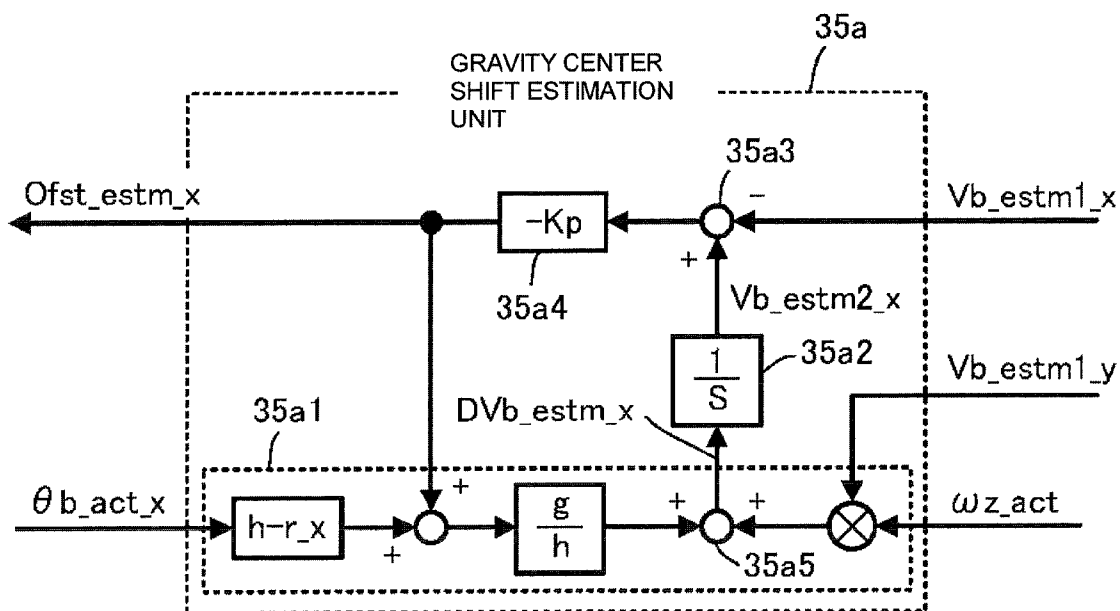 35a
GRAVITY CENTER
SHIFT ESTIMATION
UNIT
35a3
Ofst_estm_x
-Kp
−
Vb_estm1_x
+
35a4
Vb_estm2_x
1
S
35a2
Vb_estm1_y
35a1
DVb_estm_x
θb_act_x
h-r_x
+
+
g
h
+
+
ωz_act
35a5